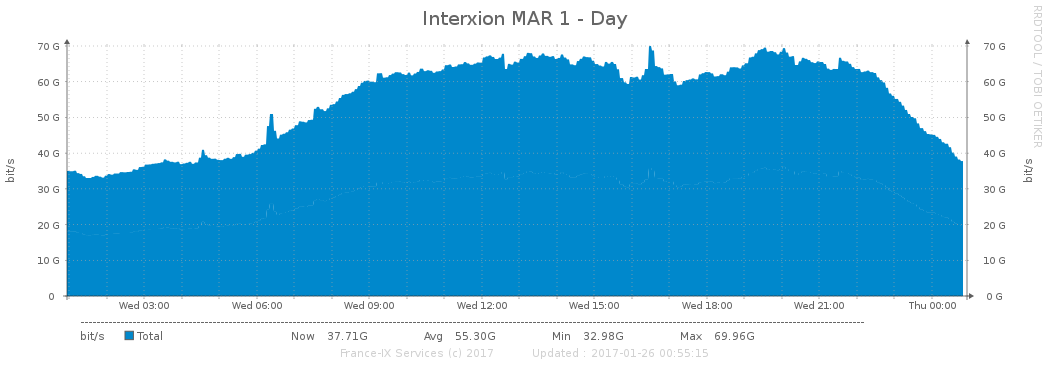 Interxion MAR 1 - Day
RRDTOOL / TOBI OETIKER
70 G 70 G
60 G 60 G
50 G 50 G
40 G 40 G
30 G 30 G
20 G 20 G
10 G 10 G
0 0 G
bit/s bit/s
Wed 03:00 Wed 06:00 Wed 09:00 Wed 12:00 Wed 15:00 Wed 18:00 Wed 21:00 Thu 00:00
bit/s Total Now 37.71G Avg 55.30G Min 32.98G Max 69.96G
France-IX Services (c) 2017 Updated : 2017-01-26 00:55:15